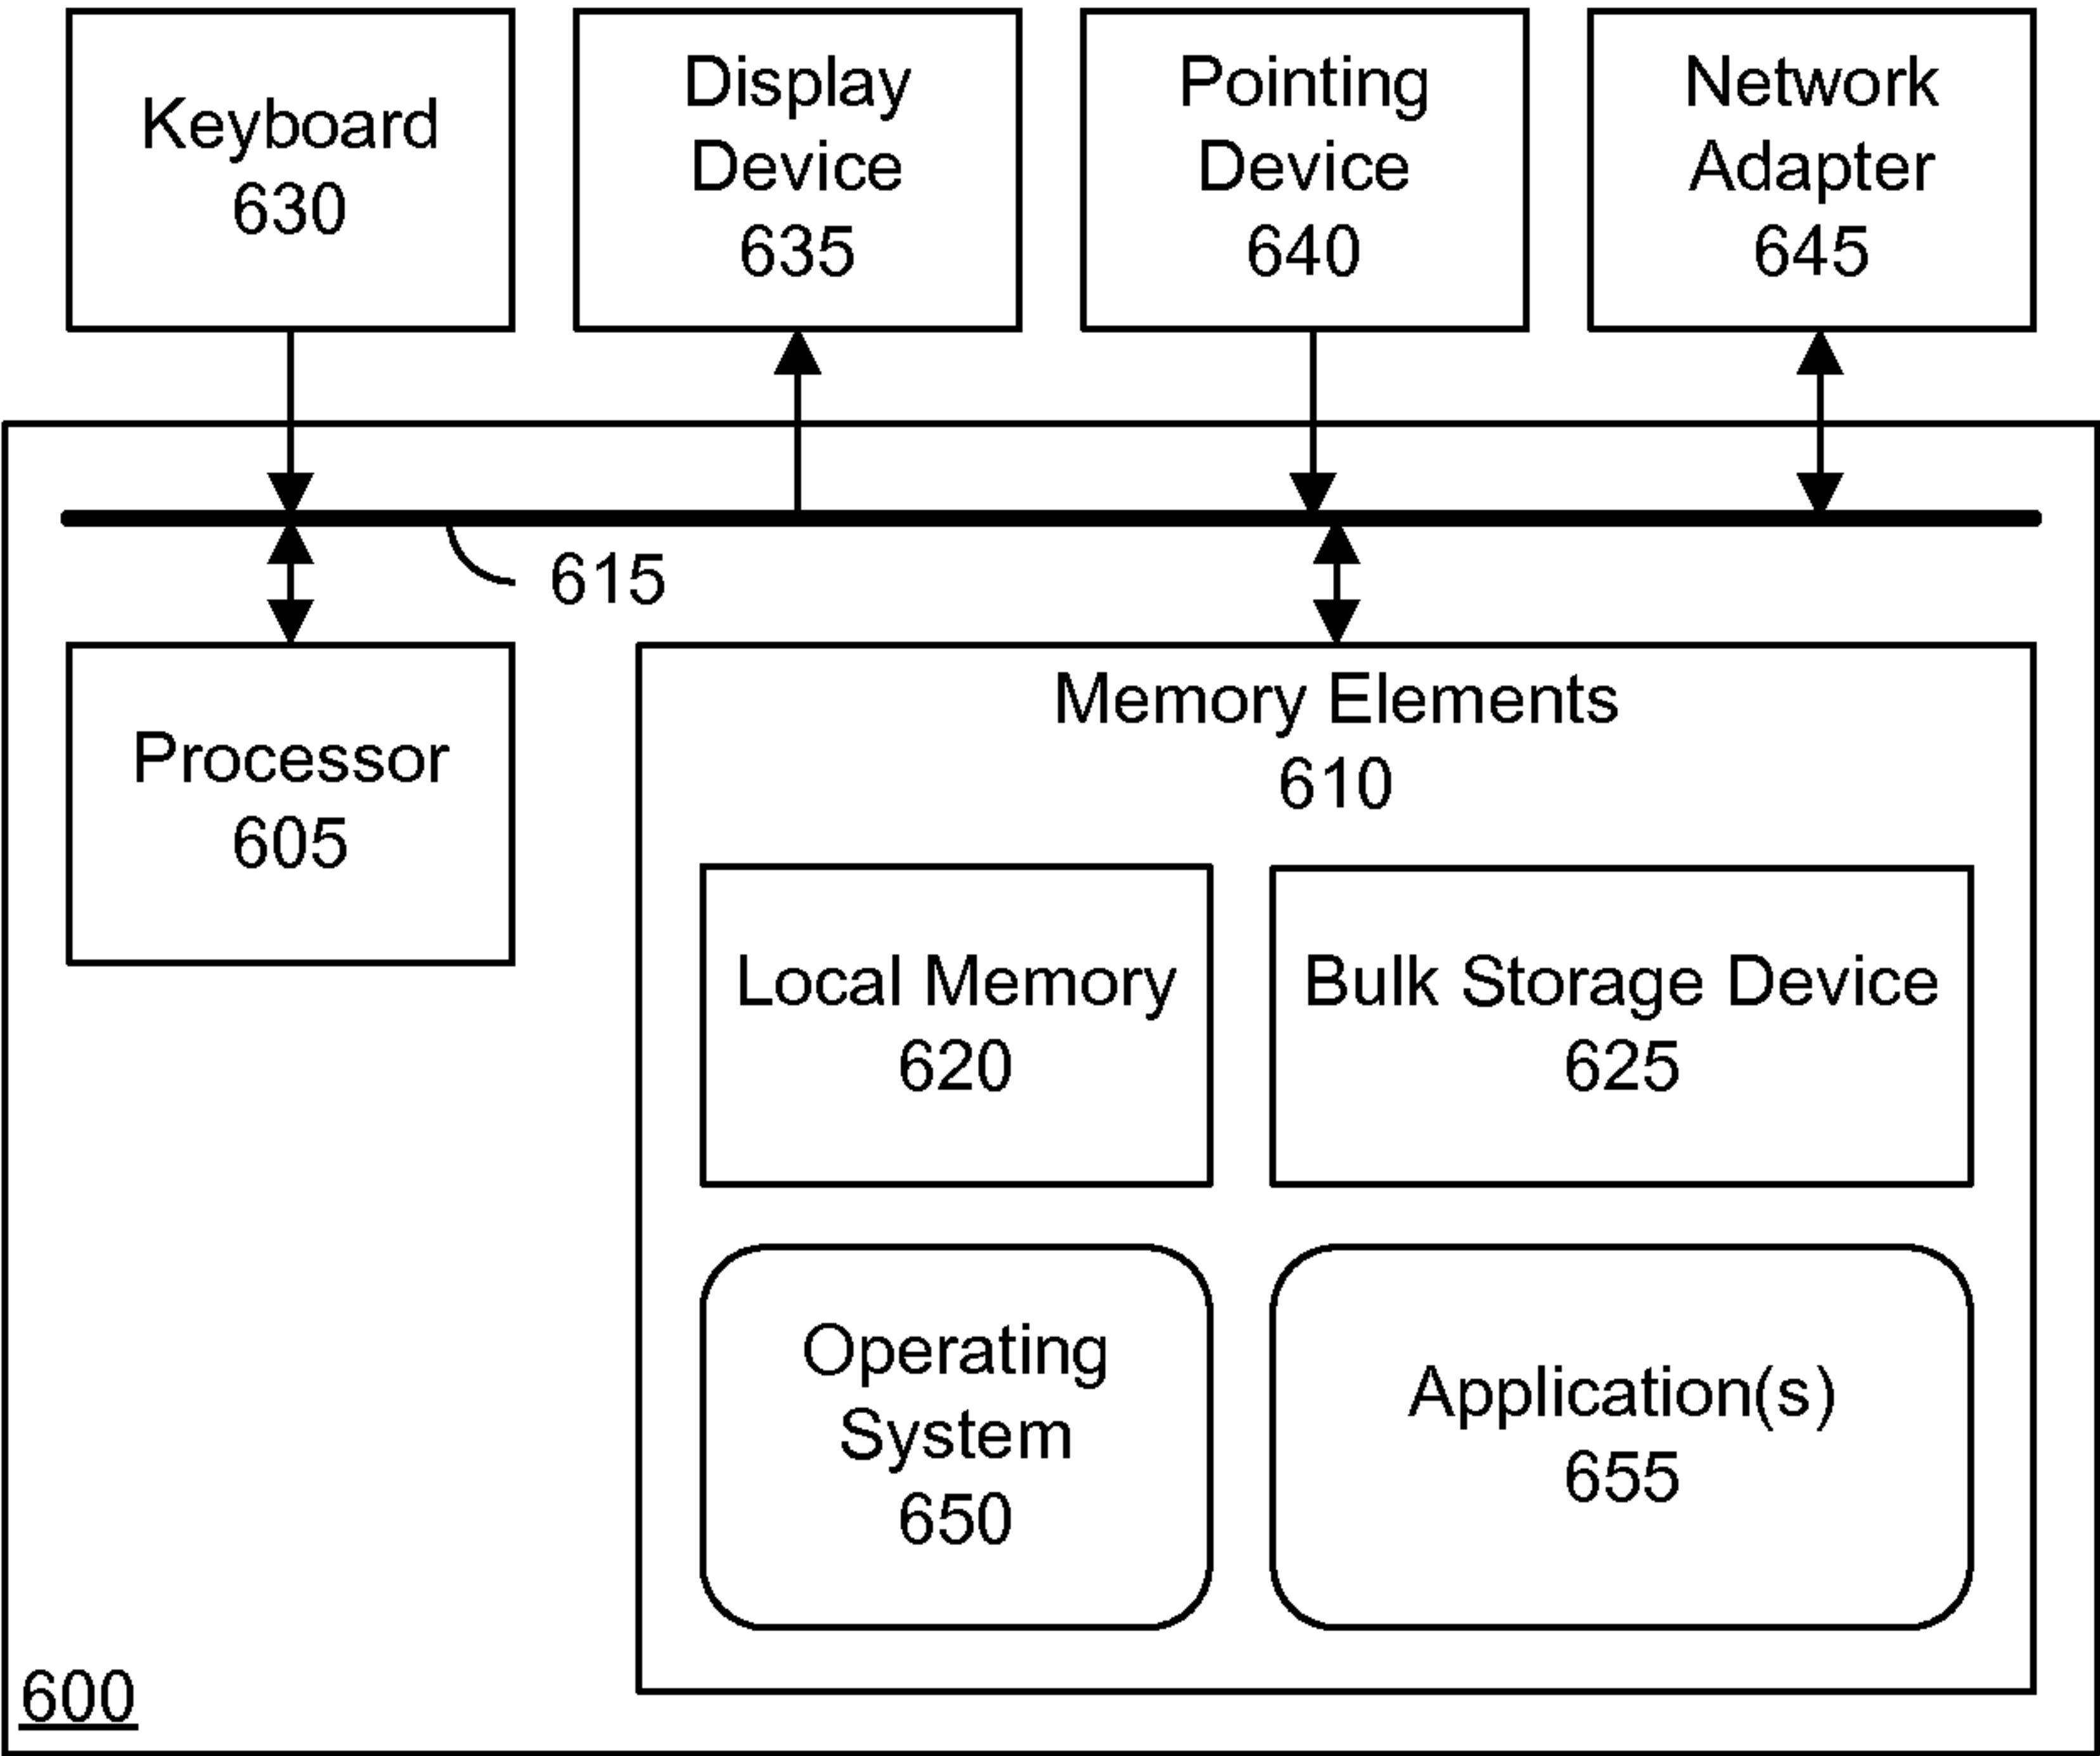 Keyboard
630
Display
Device
635
Pointing
Device
640
Network
Adapter
645
615
Processor
605
Memory Elements
610
Local Memory
620
Bulk Storage Device
625
Operating
System
650
Application(s)
655
600